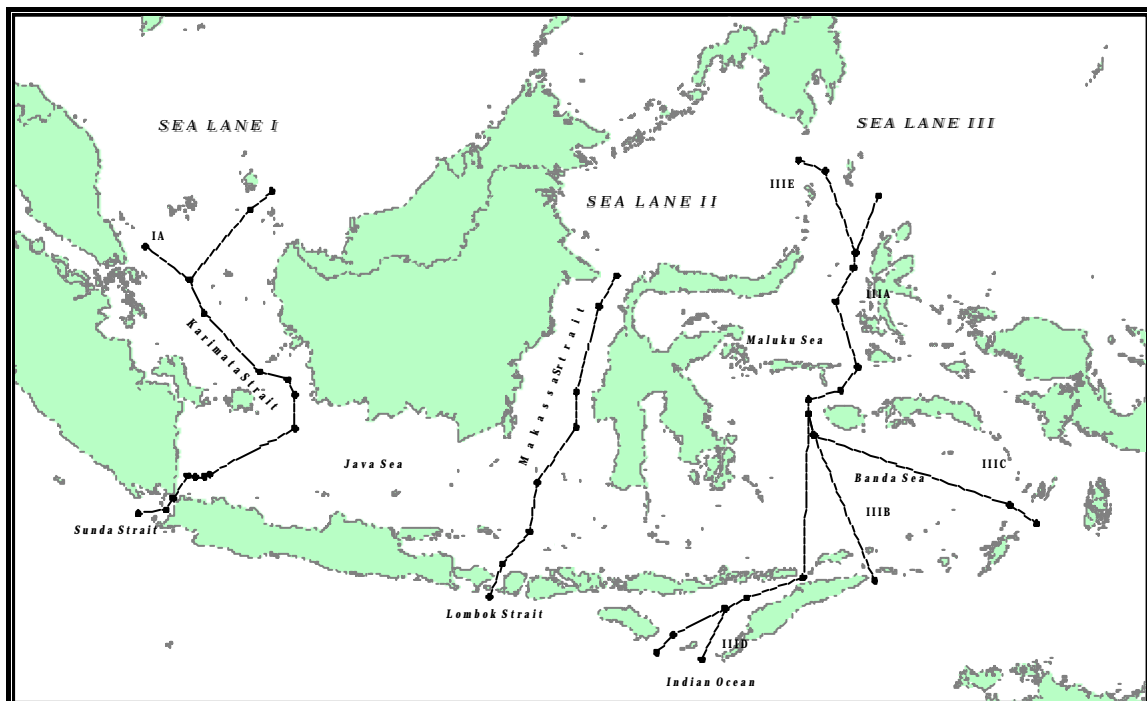 SEA LANE I
SEA LANE III
IIIE
SEA LANE II
IA
IIIA
Karimata Strait
Makassa Strait
Maluku Sea
Java Sea
IIIC
Banda Sea
IIIB
Sunda Strait
Lombok Strait
IIID
Indian Ocean